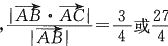 , |→AB · →AC| / |→AB| = 3/4 或 27/4